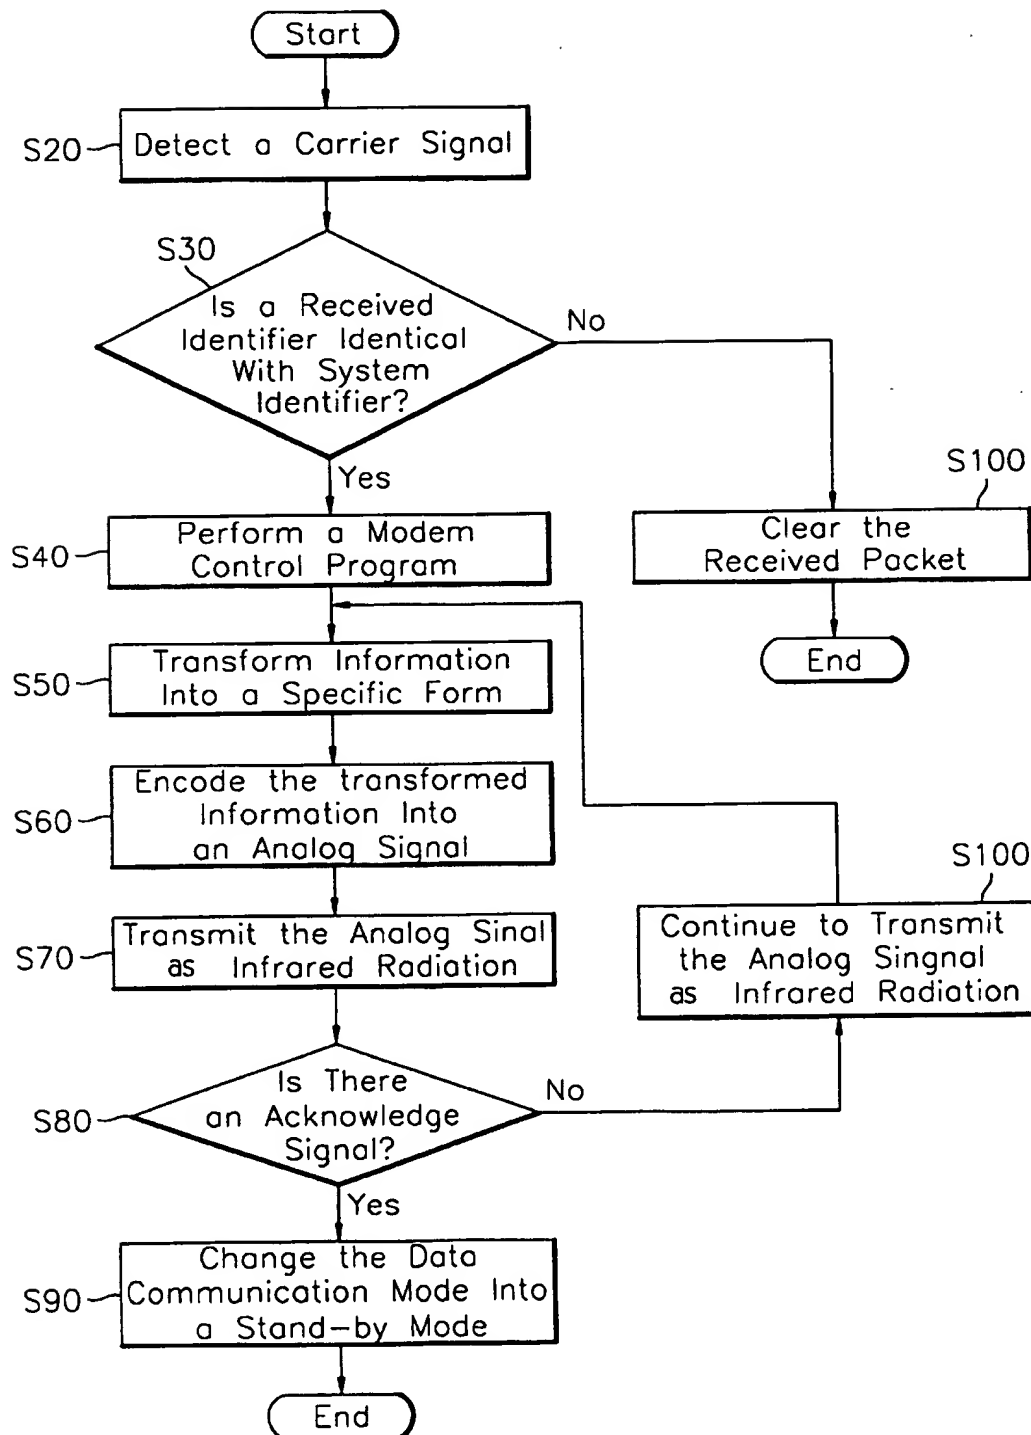 Start
S20
Detect a Carrier Signal
S30
Is a Received
Identifier Identical
With System
Identifier?
No
Yes
S100
Clear the
Received Packet
End
S40
Perform a Modem
Control Program
S50
Transform Information
Into a Specific Form
S60
Encode the transformed
Information Into
an Analog Signal
S70
Transmit the Analog Sinal
as Infrared Radiation
S100
Continue to Transmit
the Analog Singnal
as Infrared Radiation
S80
Is There
an Acknowledge
Signal?
No
Yes
S90
Change the Data
Communication Mode Into
a Stand-by Mode
End